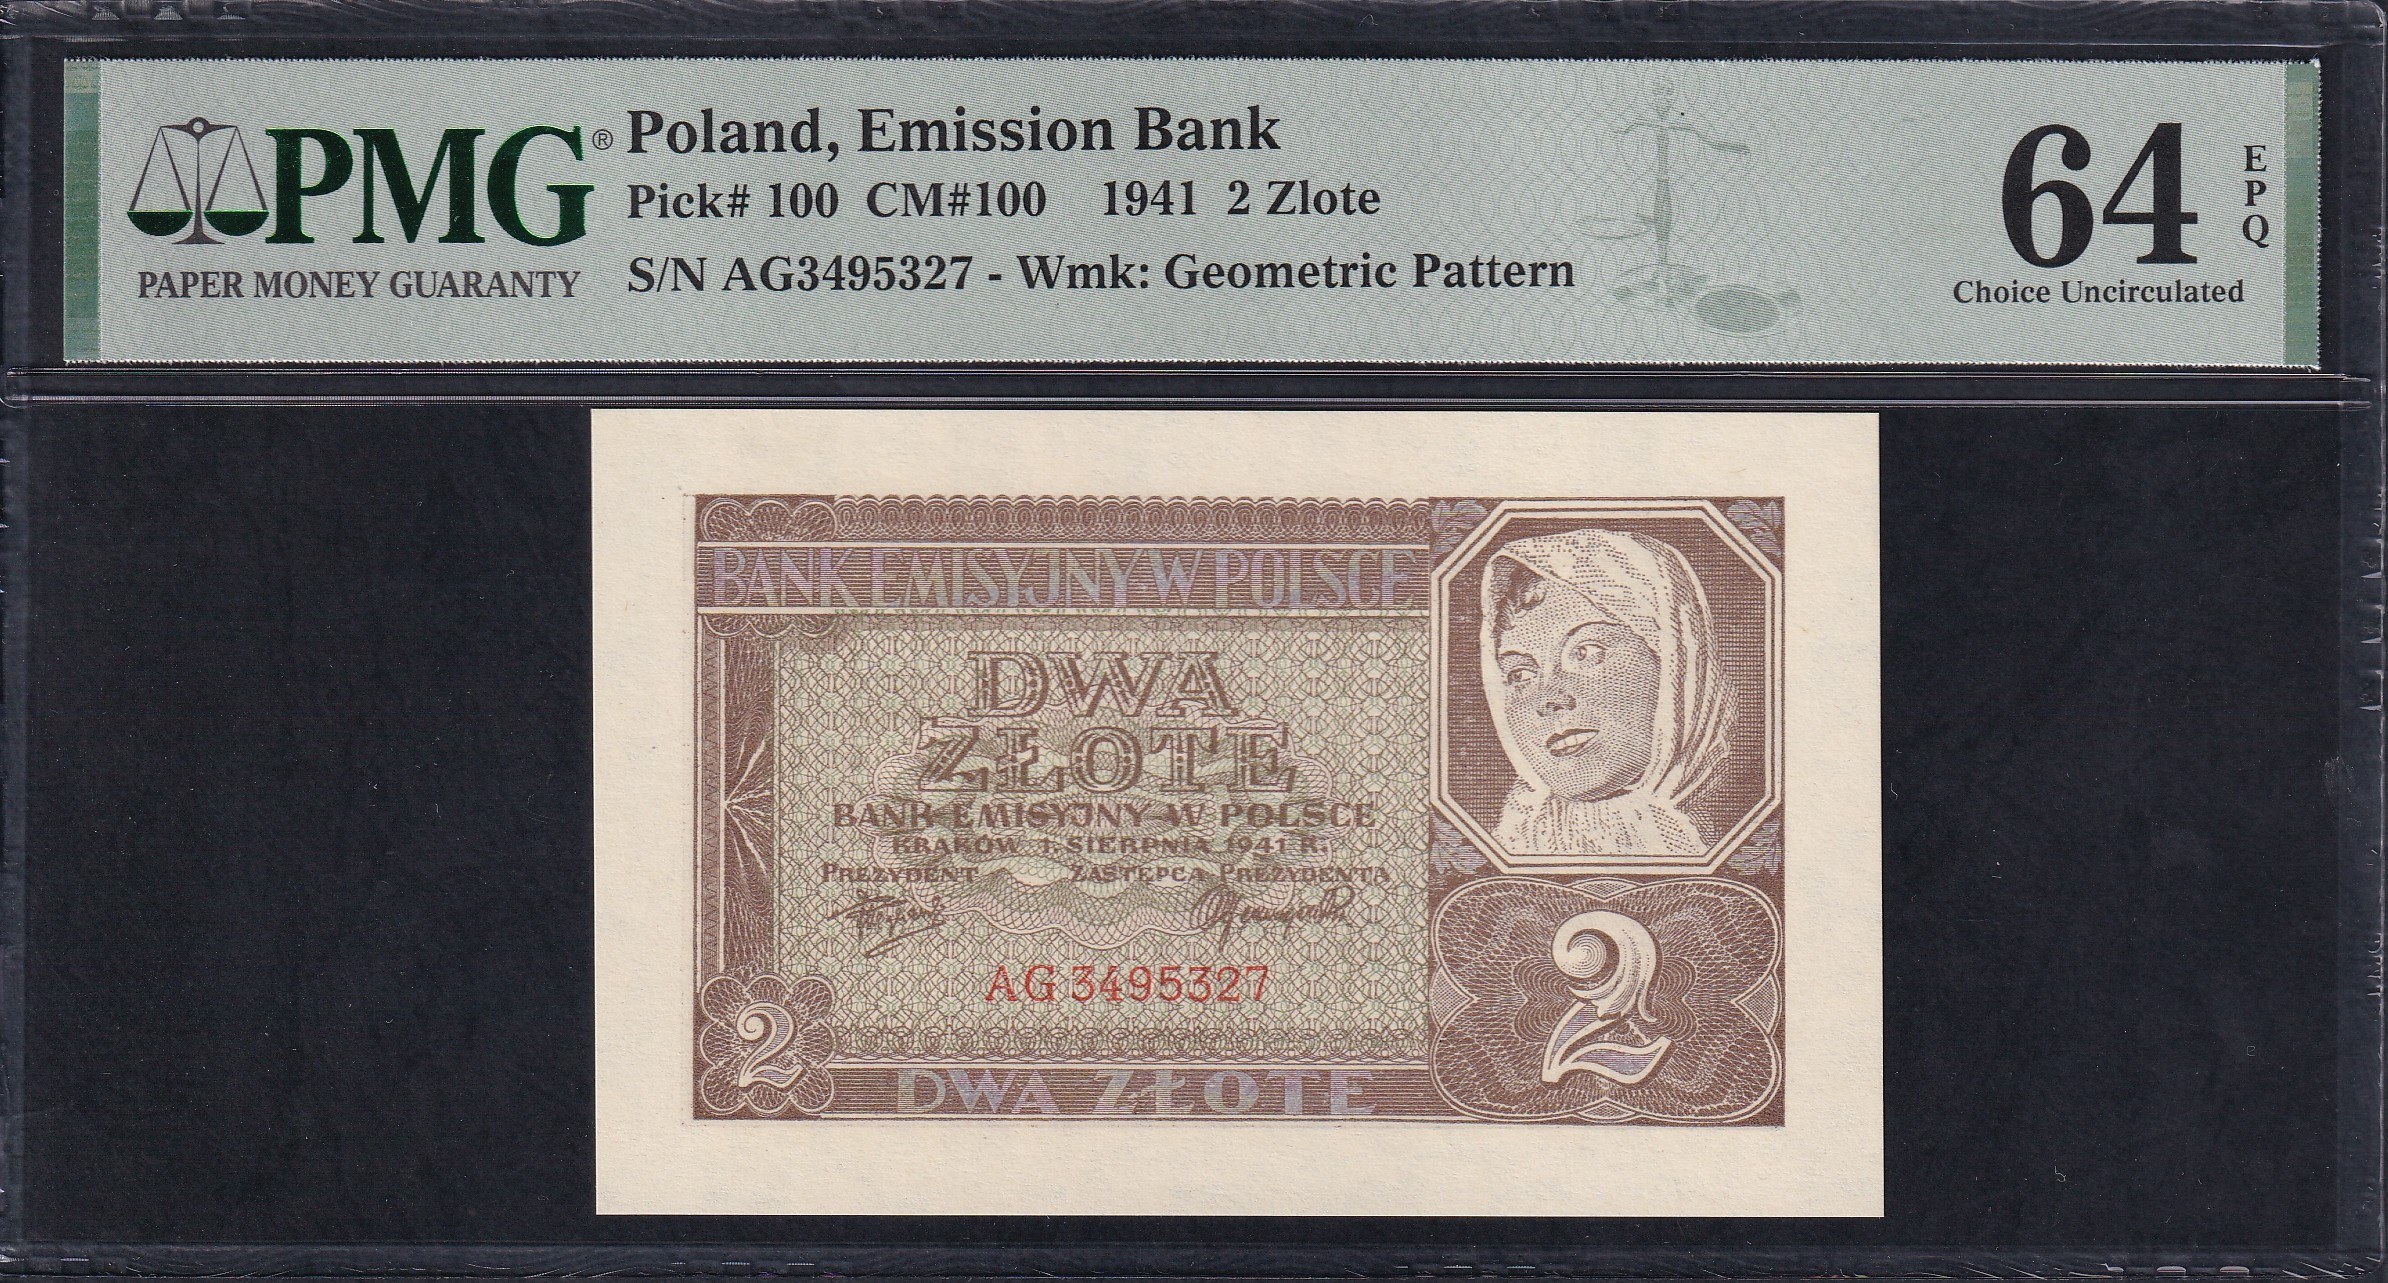 PMG®
PAPER MONEY GUARANTY
Poland, Emission Bank
Pick# 100 CM#100 1941 2 Zlote
S/N AG3495327 - Wmk: Geometric Pattern
64
EPQ
Choice Uncirculated
BANK EMISYJNY W POLSCE
DWA
ZŁOTE
BANK EMISYJNY W POLSCE
KRAKÓW 1. SIERPNIA 1941 R.
PREZYDENT ZASTĘPCA PREZYDENTA
AG 3495327
2
2
DWA ZŁOTE